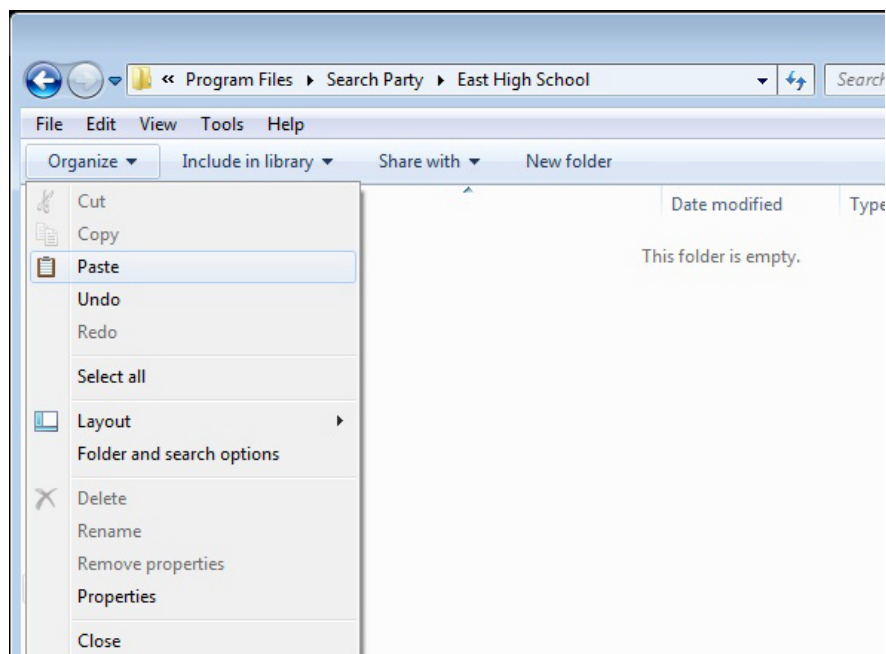 « Program Files Search Party East High School
Search
File Edit View Tools Help
Organize Include in library Share with New folder
Cut
Copy
Paste
Undo
Redo
Select all
Layout
Folder and search options
Delete
Rename
Remove properties
Properties
Close
Date modified Type
This folder is empty.